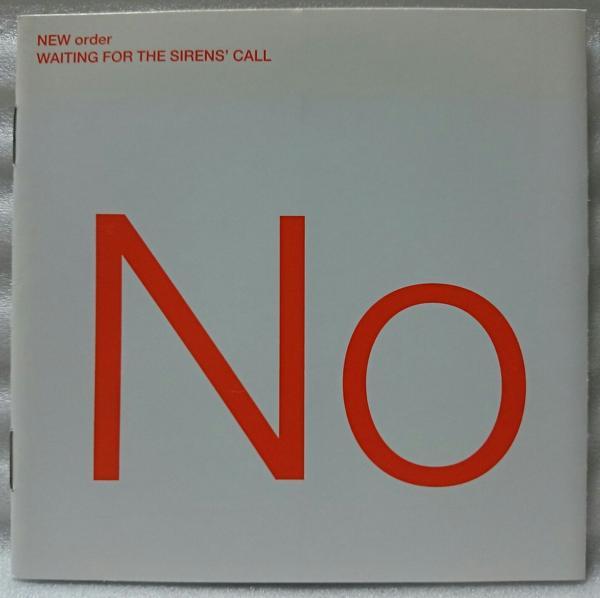 NEW order
WAITING FOR THE SIRENS’ CALL
No